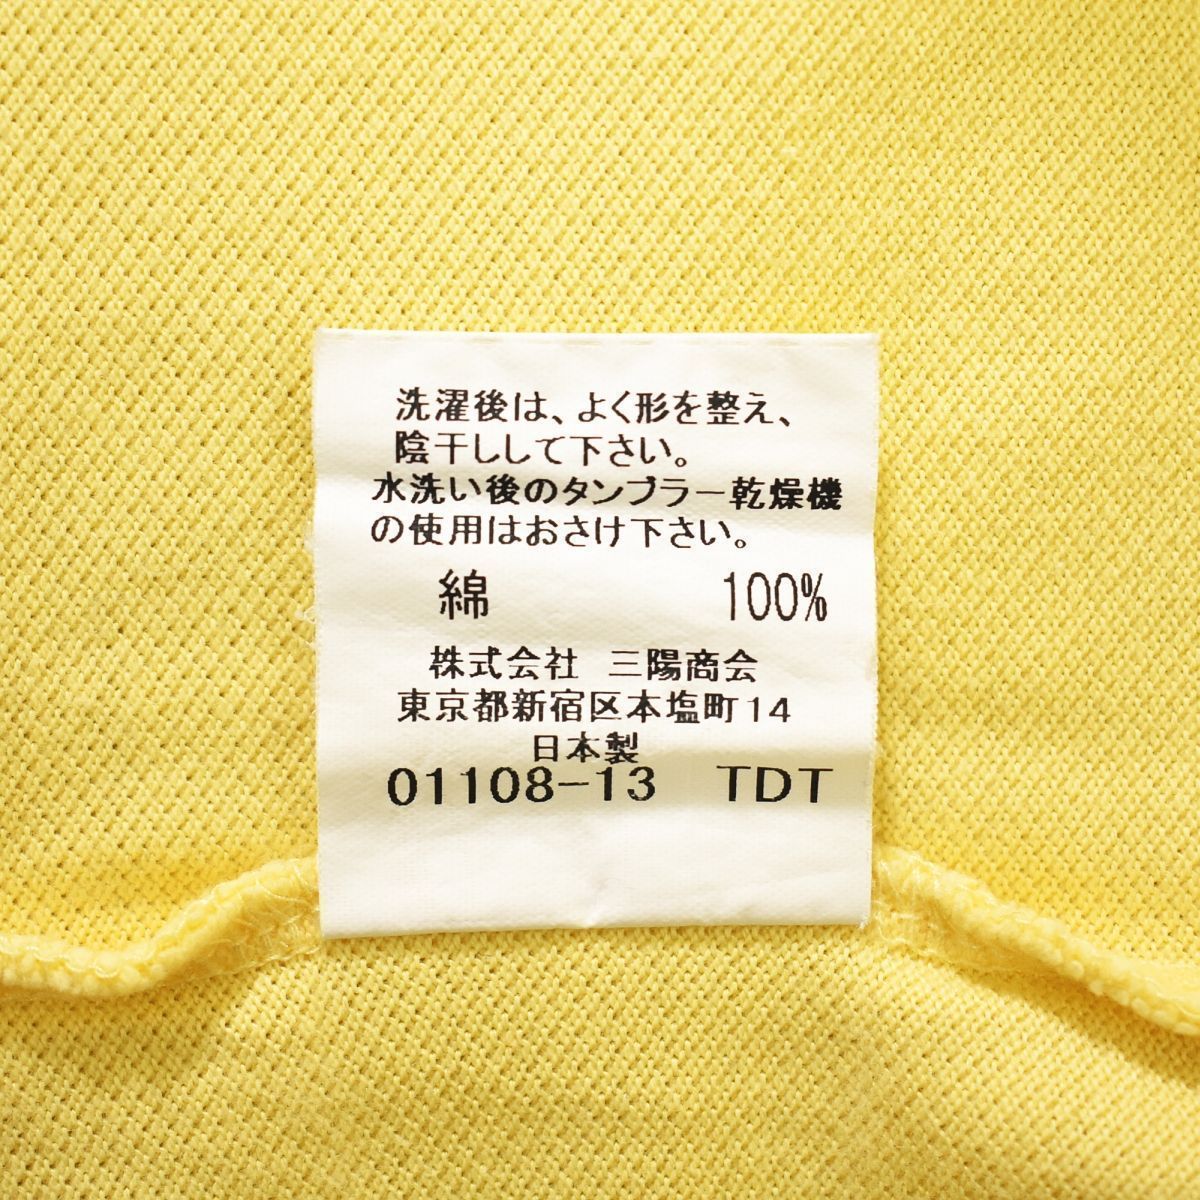 洗濯後は、よく形を整え、
陰干しして下さい。
水洗い後のタンブラー乾燥機
の使用はおさけ下さい。
綿 100%
株式会社 三陽商会
東京都新宿区本塩町14
日本製
01108-13 TDT